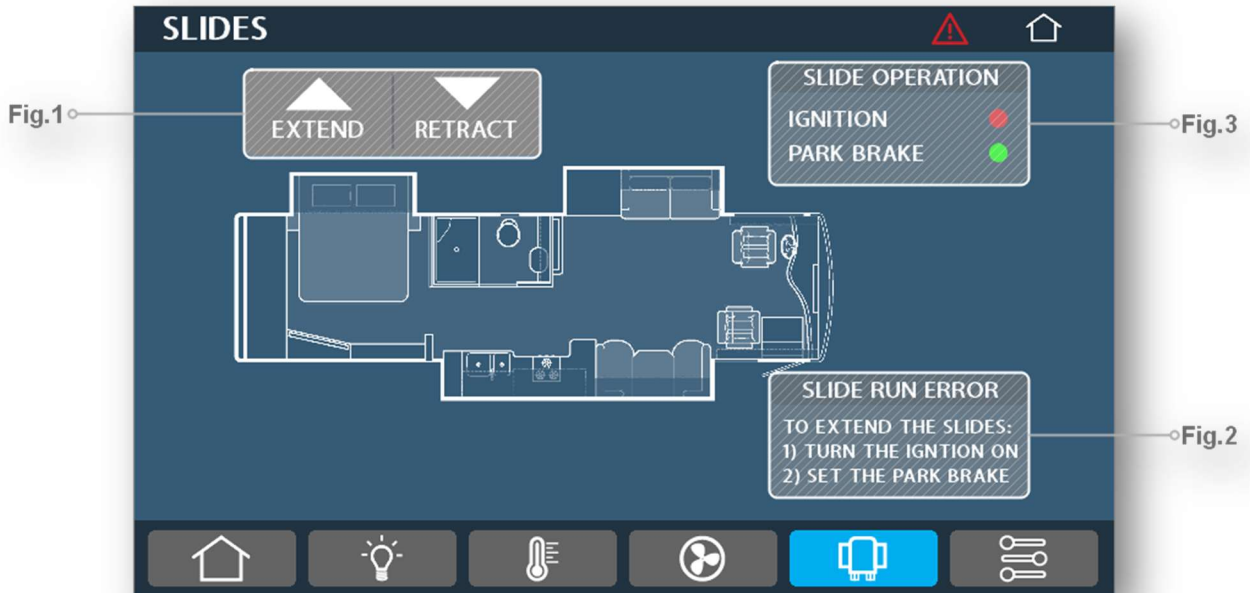 SLIDES
EXTEND
RETRACT
Fig.1
SLIDE OPERATION
IGNITION
PARK BRAKE
Fig.3
SLIDE RUN ERROR
TO EXTEND THE SLIDES:
1) TURN THE IGNTION ON
2) SET THE PARK BRAKE
Fig.2